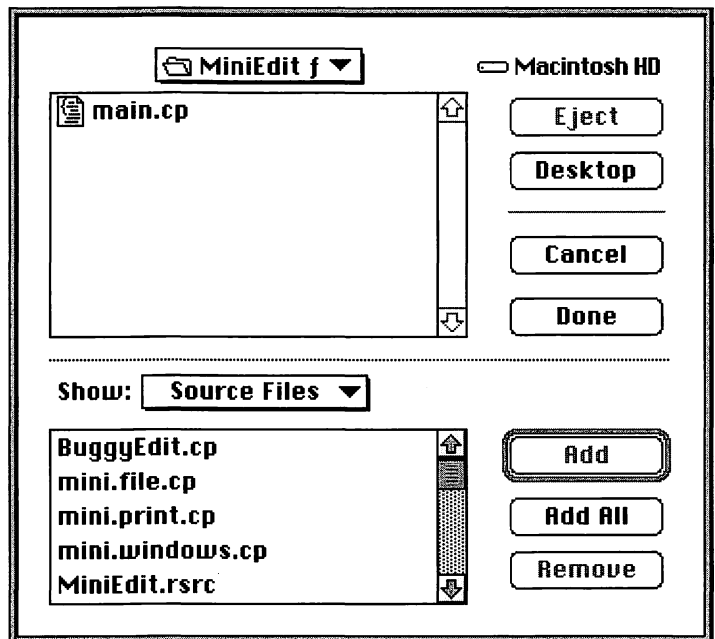 MiniEdit ƒ
Macintosh HD
main.cp
Eject
Desktop
Cancel
Done
Show: Source Files
BuggyEdit.cp
mini.file.cp
mini.print.cp
mini.windows.cp
MiniEdit.rsrc
Add
Add All
Remove